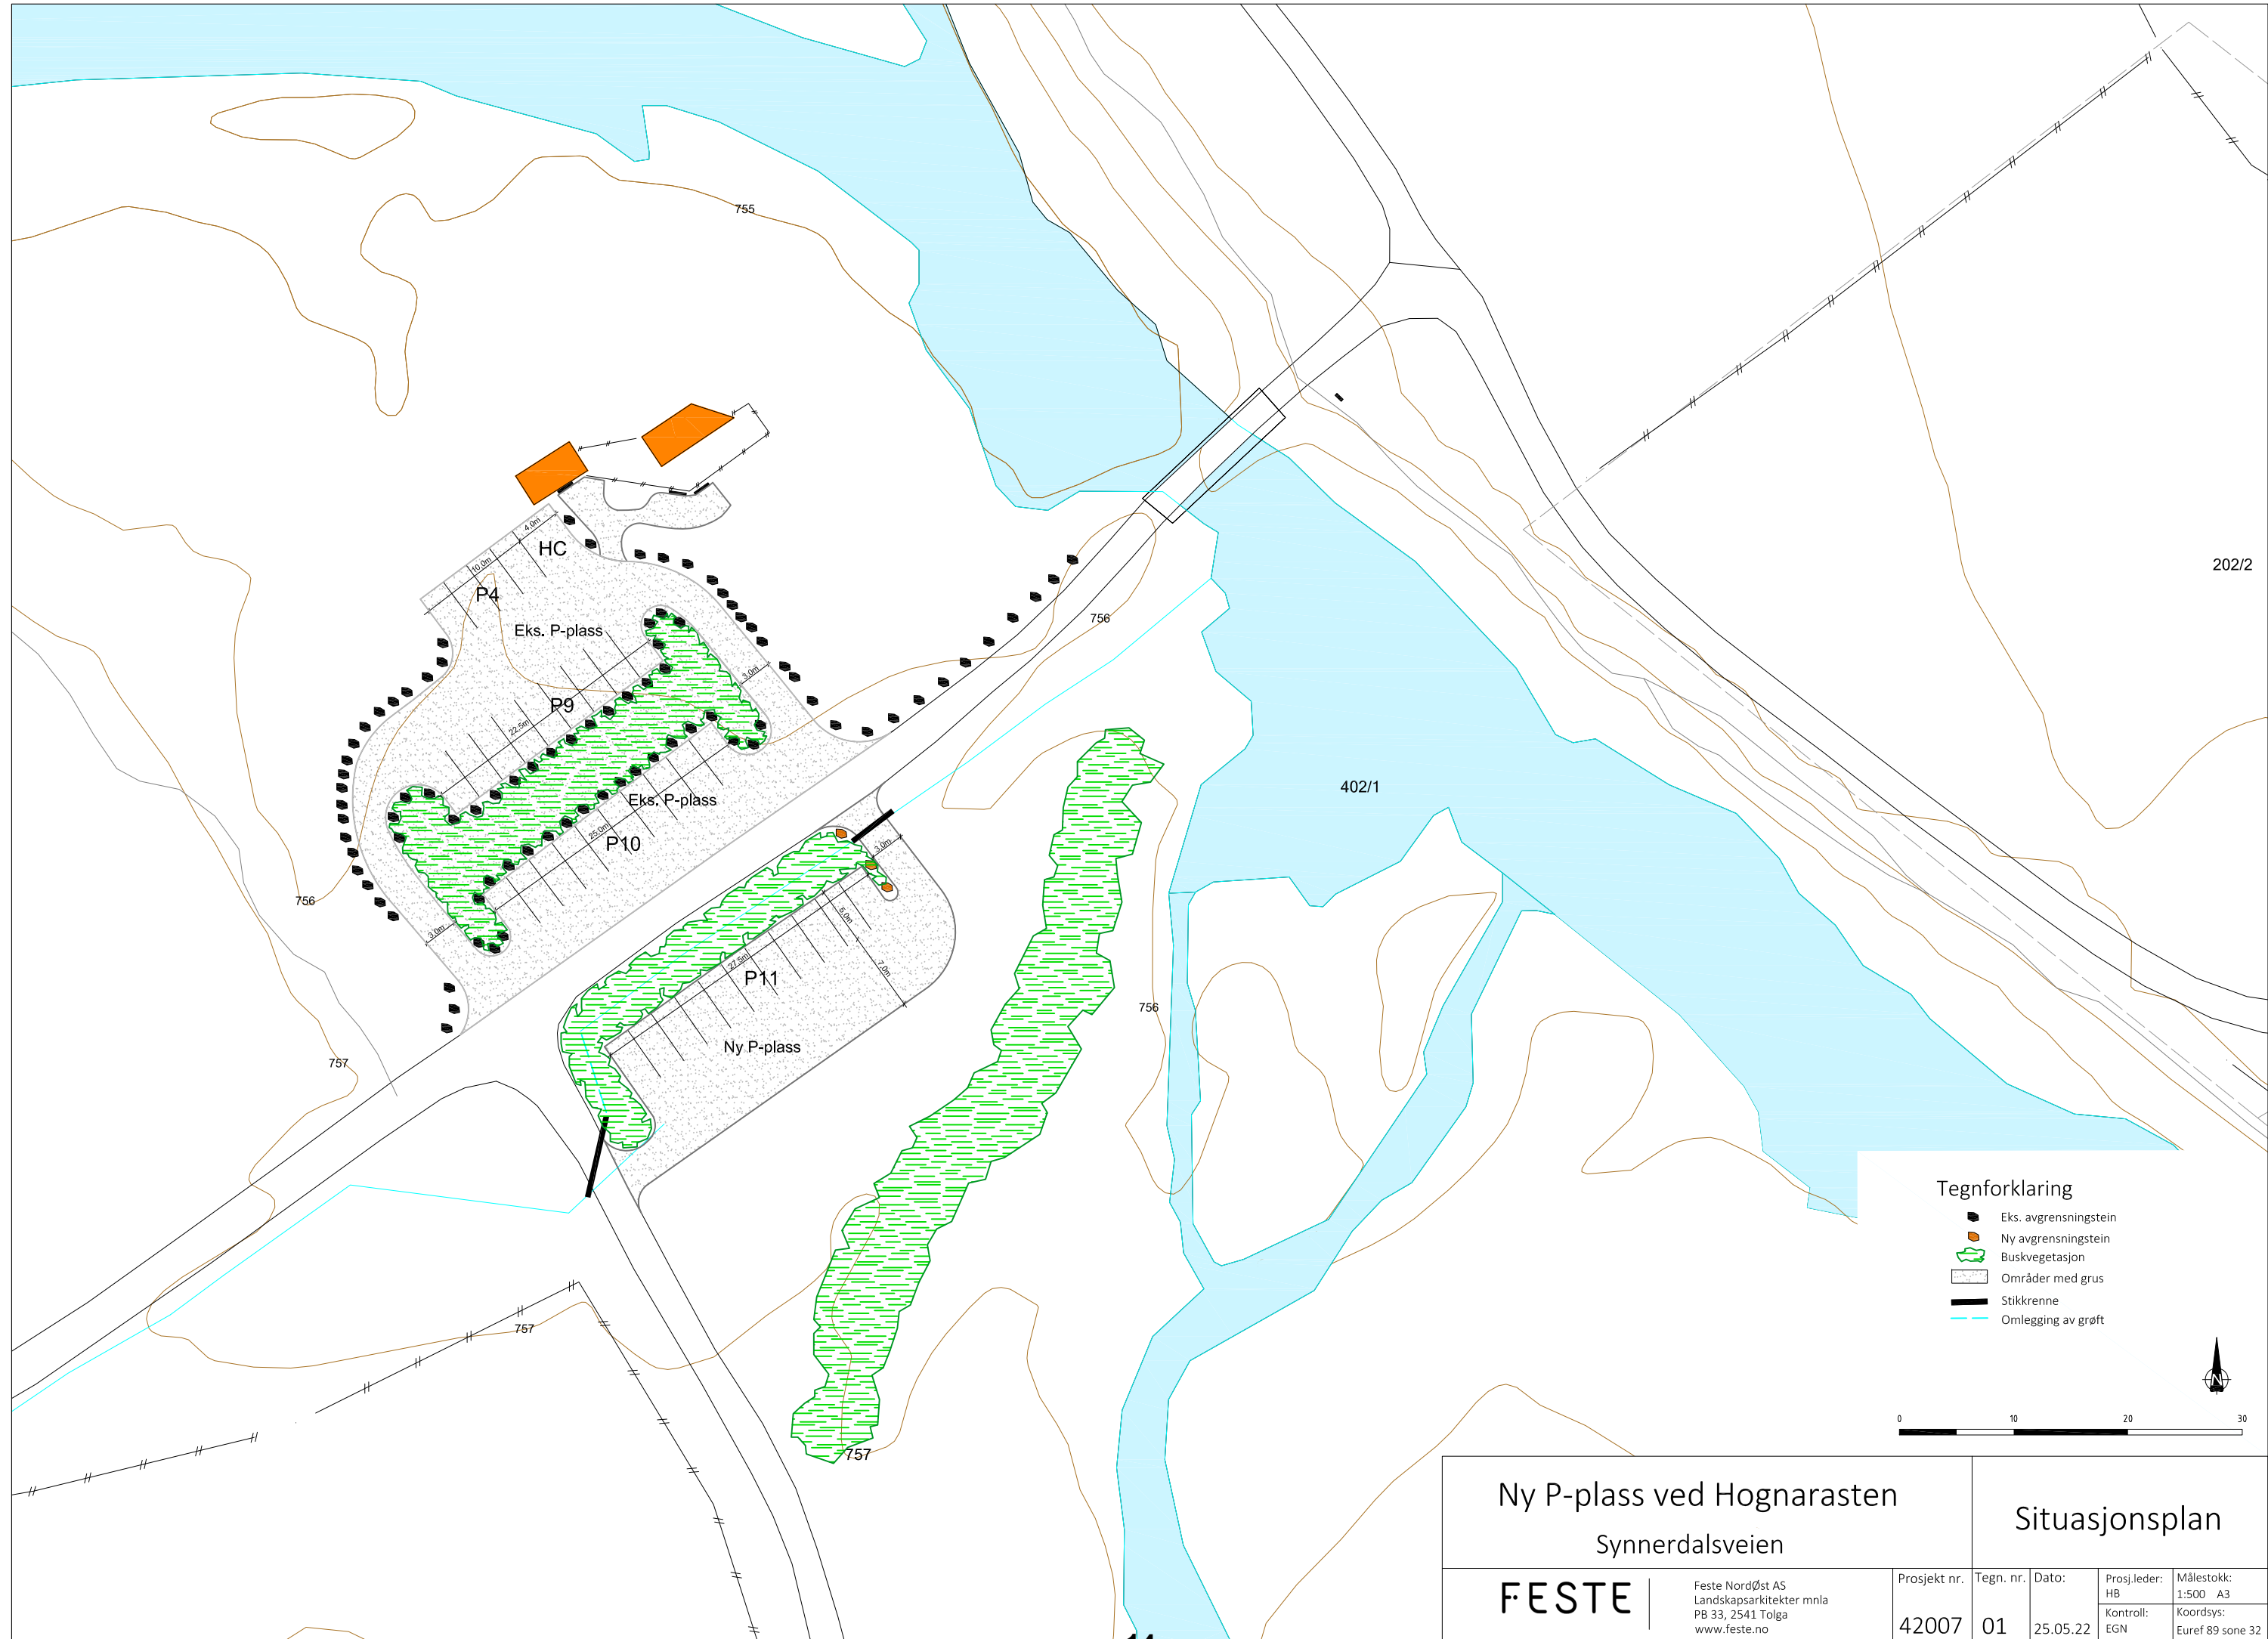 755
4.0m
HC
10.0m
P4
Eks. P-plass
756
202/2
3.0m
P9
22.5m
402/1
Eks. P-plass
25.0m
P10
3.0m
756
5.0m
3.0m
7.0m
27.5m
P11
756
Ny P-plass
757
757
757
Tegnforklaring
Eks. avgrensningstein
Ny avgrensningstein
Buskvegetasjon
Områder med grus
Stikkrenne
Omlegging av grøft
N
0 10 20 30
Ny P-plass ved Hognarasten
Synnerdalsveien
Situasjonsplan
FESTE
Feste NordØst AS
Landskapsarkitekter mnla
PB 33, 2541 Tolga
www.feste.no
Prosjekt nr.
42007
Tegn. nr.
01
Dato:
25.05.22
Prosj.leder:
HB
Kontroll:
EGN
Målestokk:
1:500 A3
Koordsys:
Euref 89 sone 32